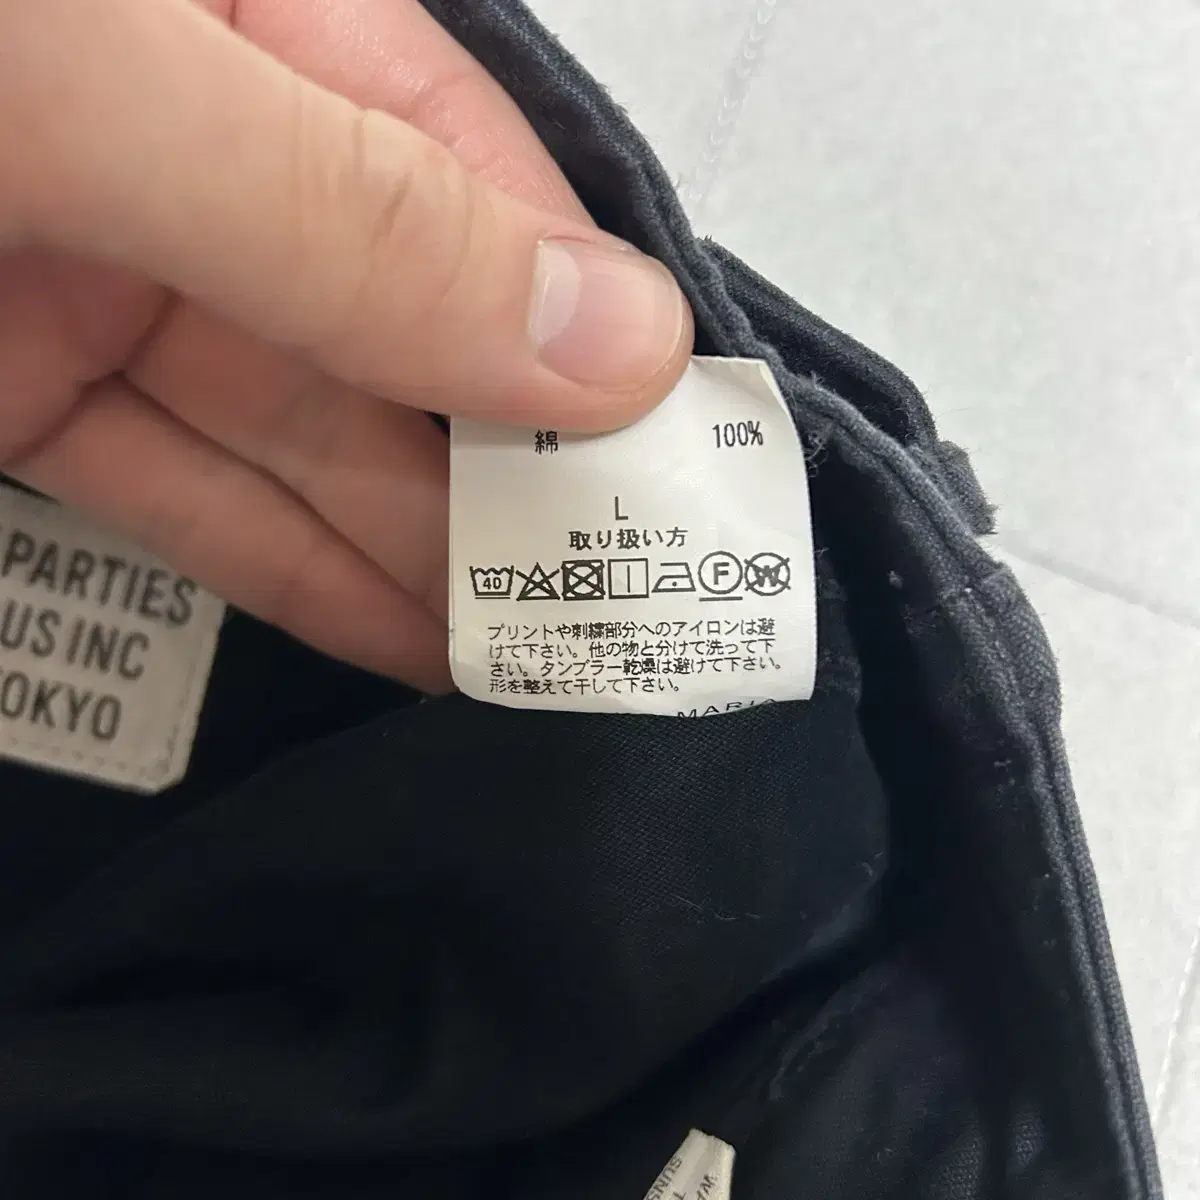 綿 100%
L
取り扱い方
40 F W
プリントや刺繍部分へのアイロンは避
けて下さい。他の物と分けて洗って下
さい。タンブラー乾燥は避けて下さい。
形を整えて干して下さい。
PARTIES
US INC
TOKYO